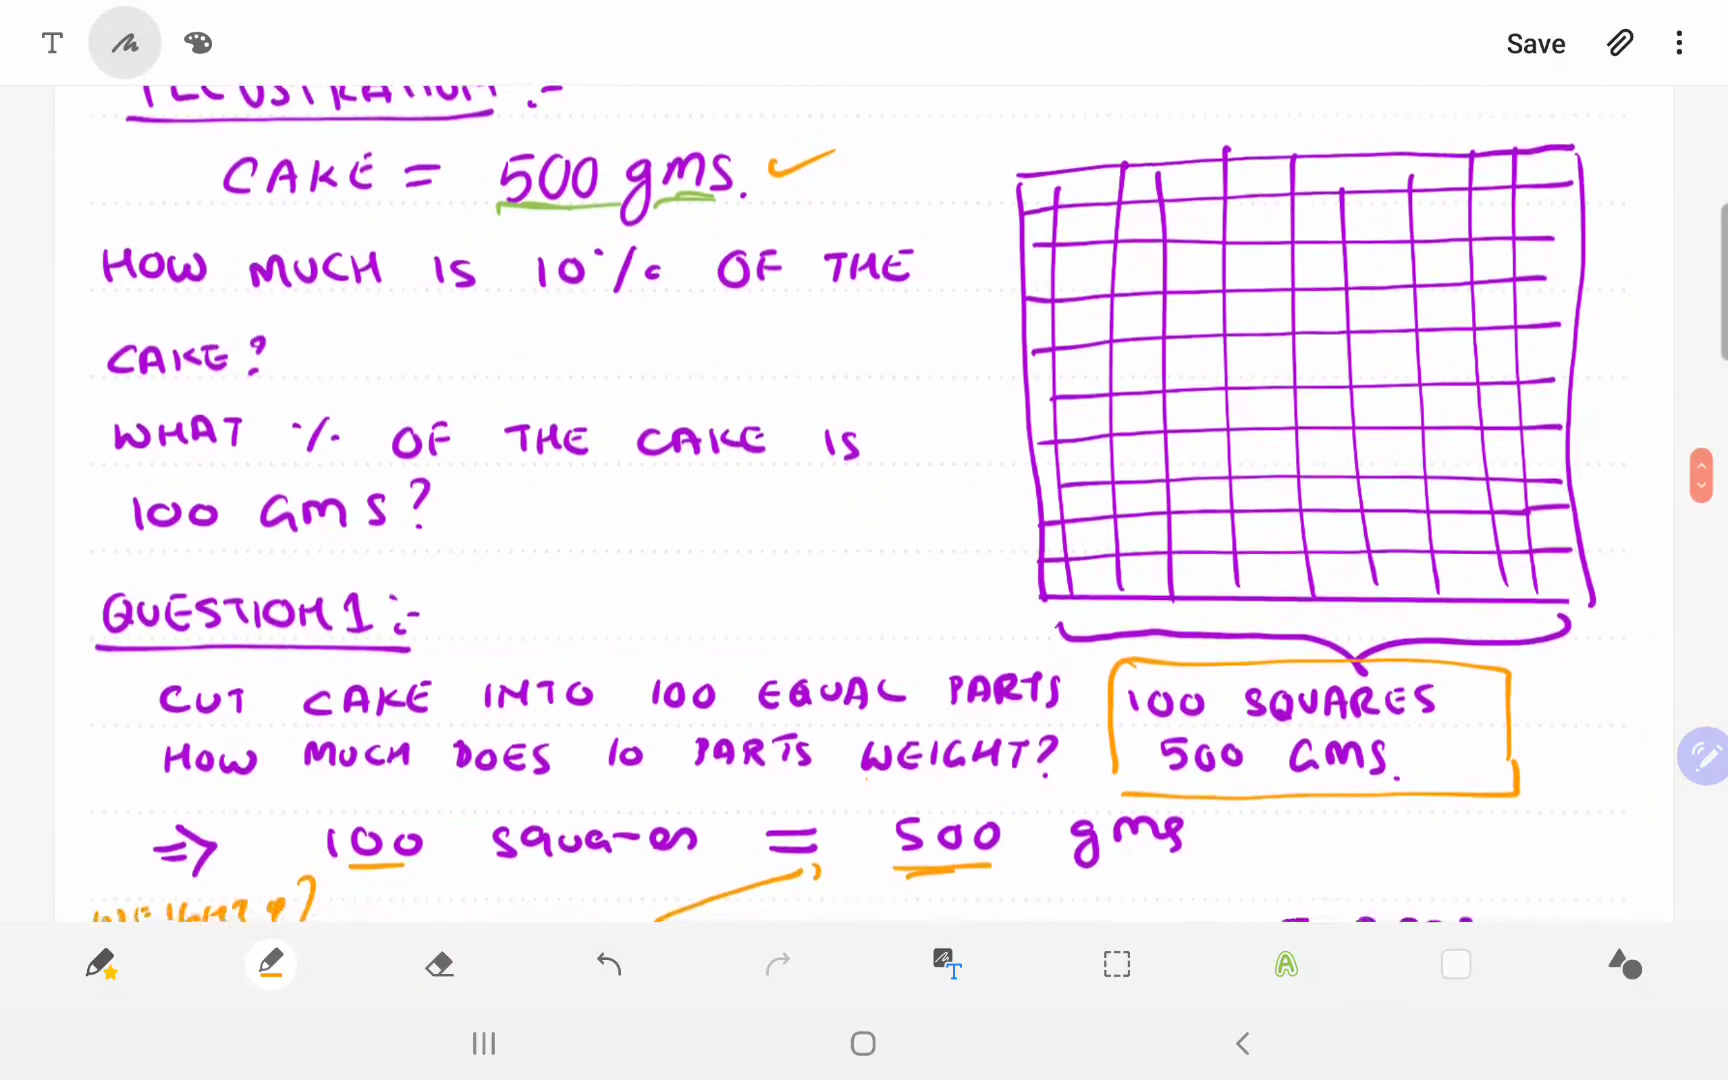 T
Save
ILLUSTRATION :-
CAKE = 500 gms.
HOW MUCH IS 10% OF THE
CAKE?
WHAT % OF THE CAKE IS
100 GMS?
QUESTION 1 :-
CUT CAKE INTO 100 EQUAL PARTS
HOW MUCH DOES 10 PARTS WEIGHT?
100 SQUARES
500 GMS.
=> 100 squares = 500 gms